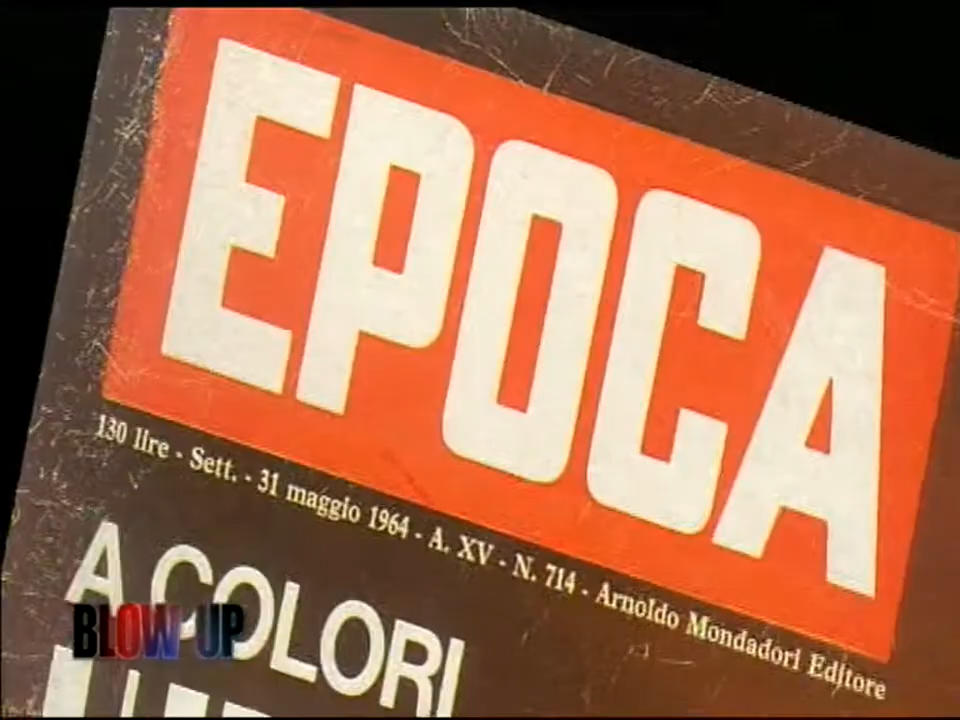 EPOCA
130 lire - Sett. - 31 maggio 1964 - A. XV - N. 714 - Arnoldo Mondadori Editore
A COLORI
BLOW UP